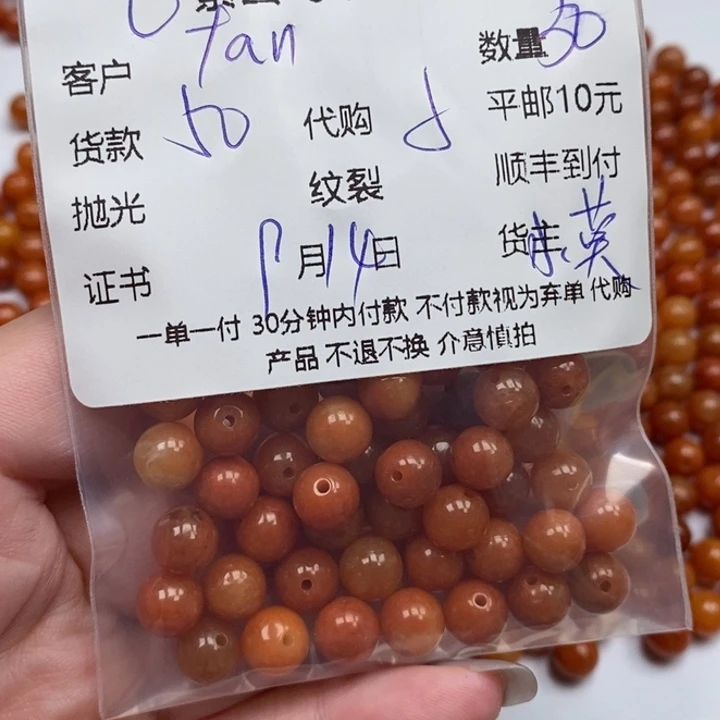 客户 Tan 数量 50
货款 50 代购 5 平邮10元
抛光 纹裂 顺丰到付
证书 月14日 货主
一单一付 30分钟内付款 不付款视为弃单 代购
产品 不退不换 介意慎拍